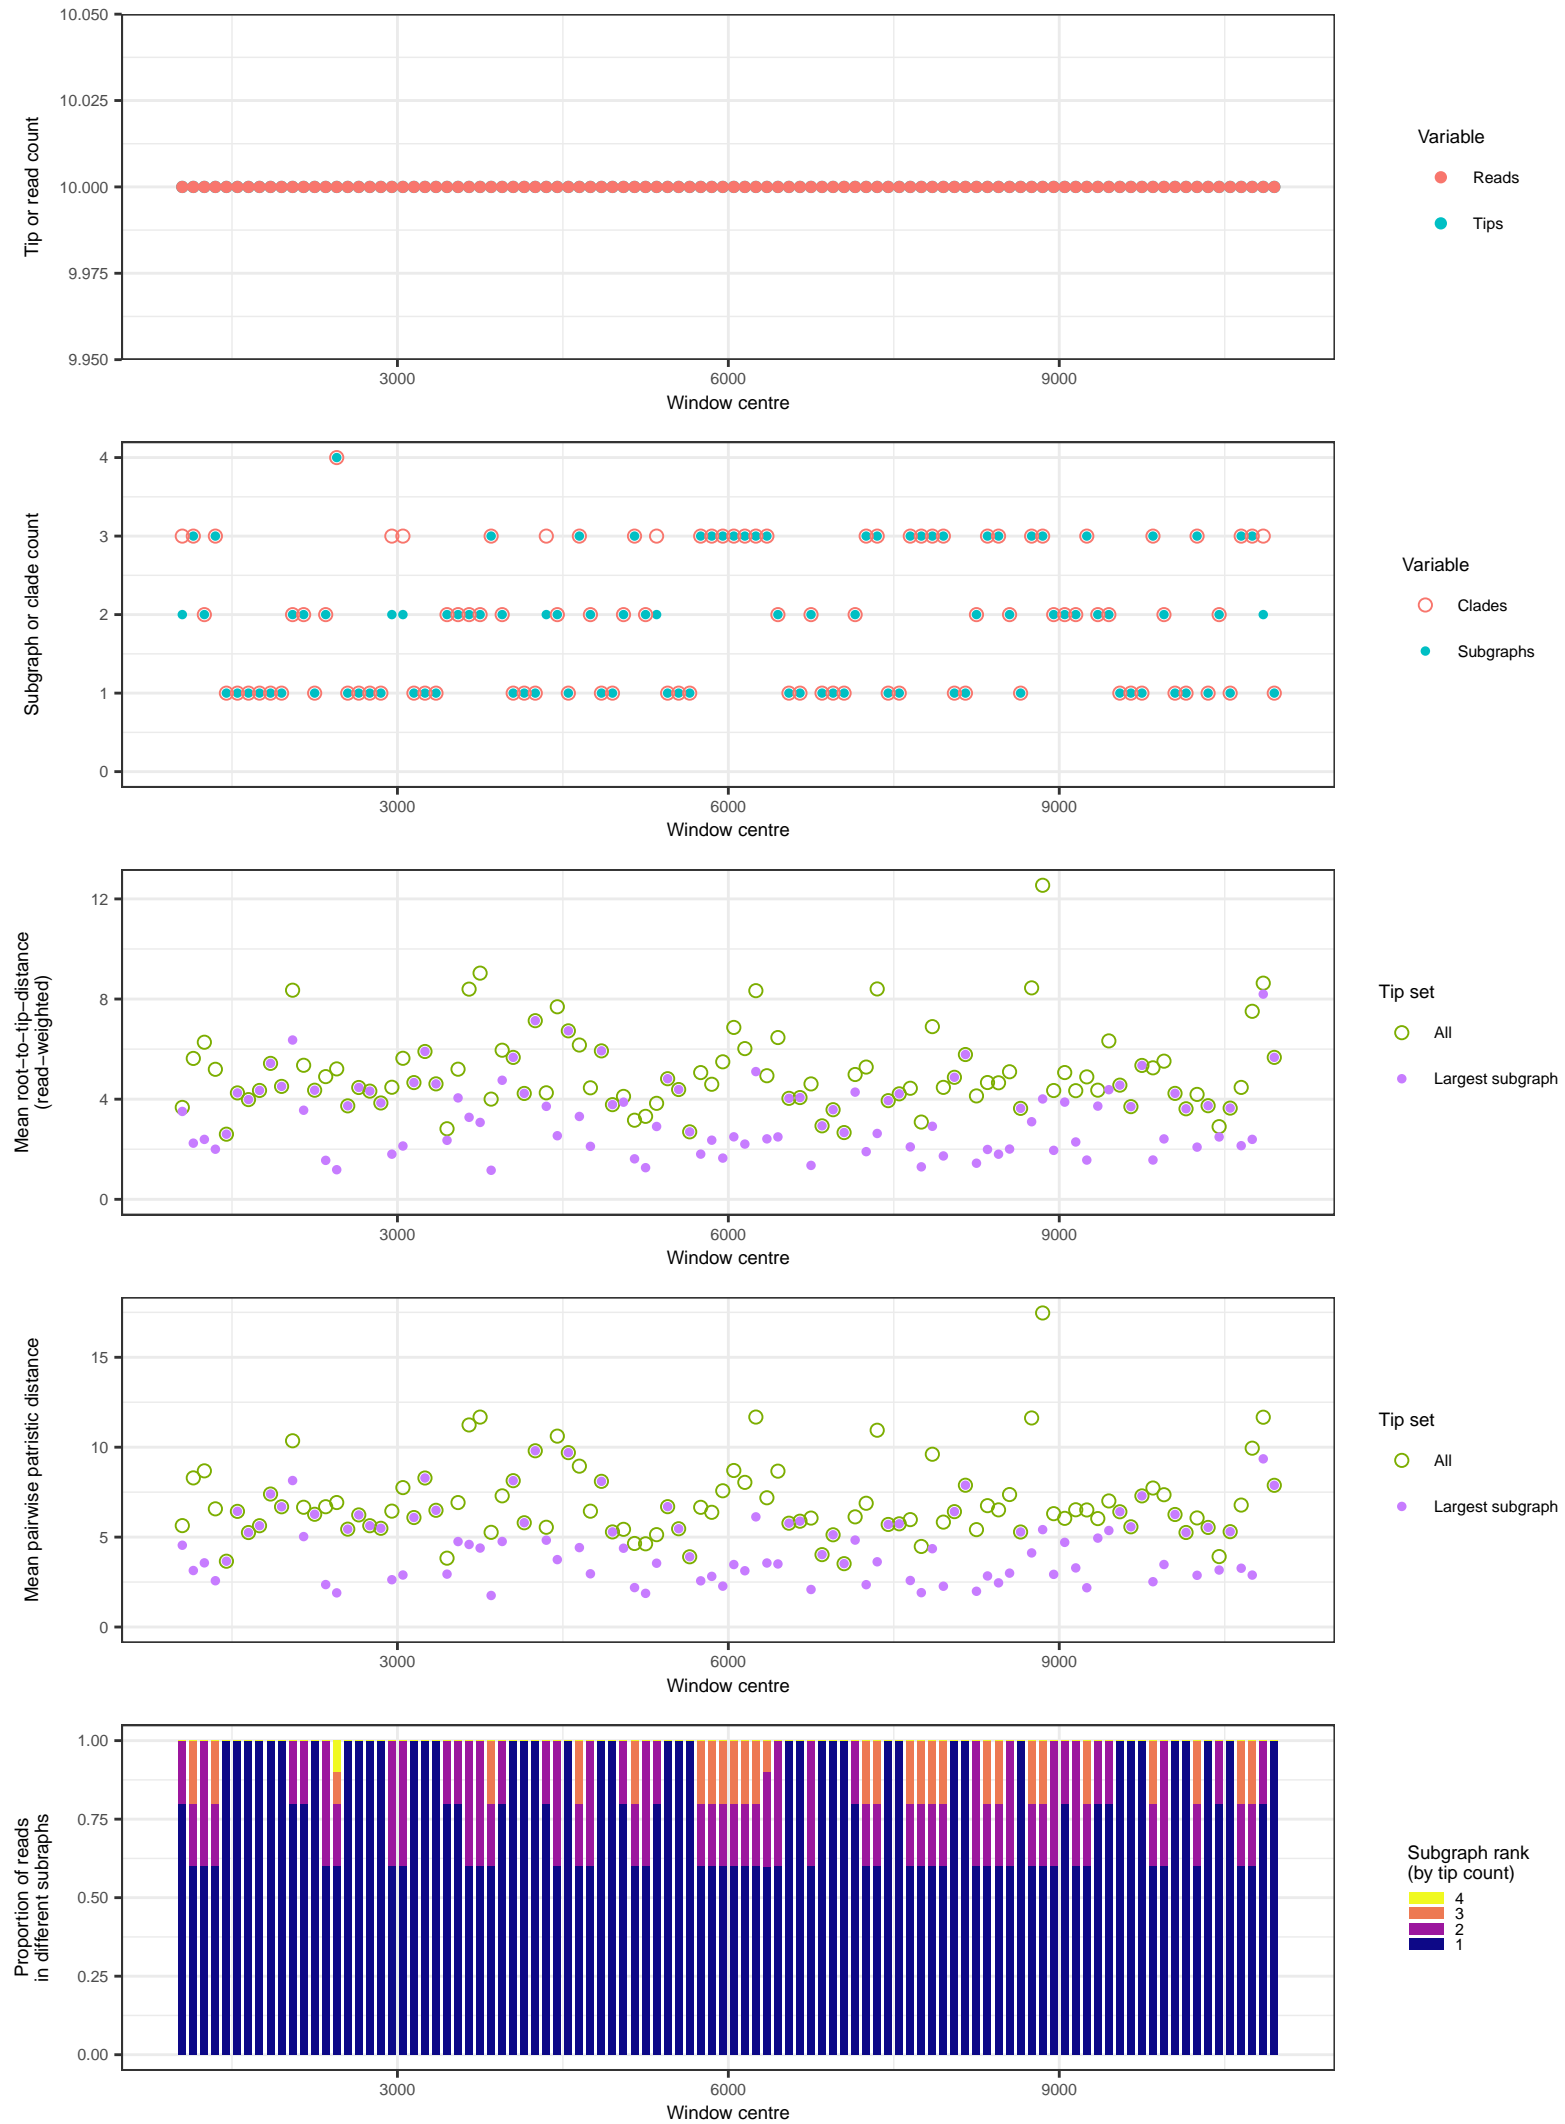 10.050
10.025
10.000
9.975
9.950
Tip or read count
3000 6000 9000
Window centre
Variable
Reads
Tips
4
3
2
1
0
Subgraph or clade count
3000 6000 9000
Window centre
Variable
Clades
Subgraphs
12
8
4
0
Mean root−to−tip−distance
(read−weighted)
3000 6000 9000
Window centre
Tip set
All
Largest subgraph
15
10
5
0
Mean pairwise patristic distance
3000 6000 9000
Window centre
Tip set
All
Largest subgraph
1.00
0.75
0.50
0.25
0.00
Proportion of reads
in different subraphs
3000 6000 9000
Window centre
Subgraph rank
(by tip count)
4
3
2
1